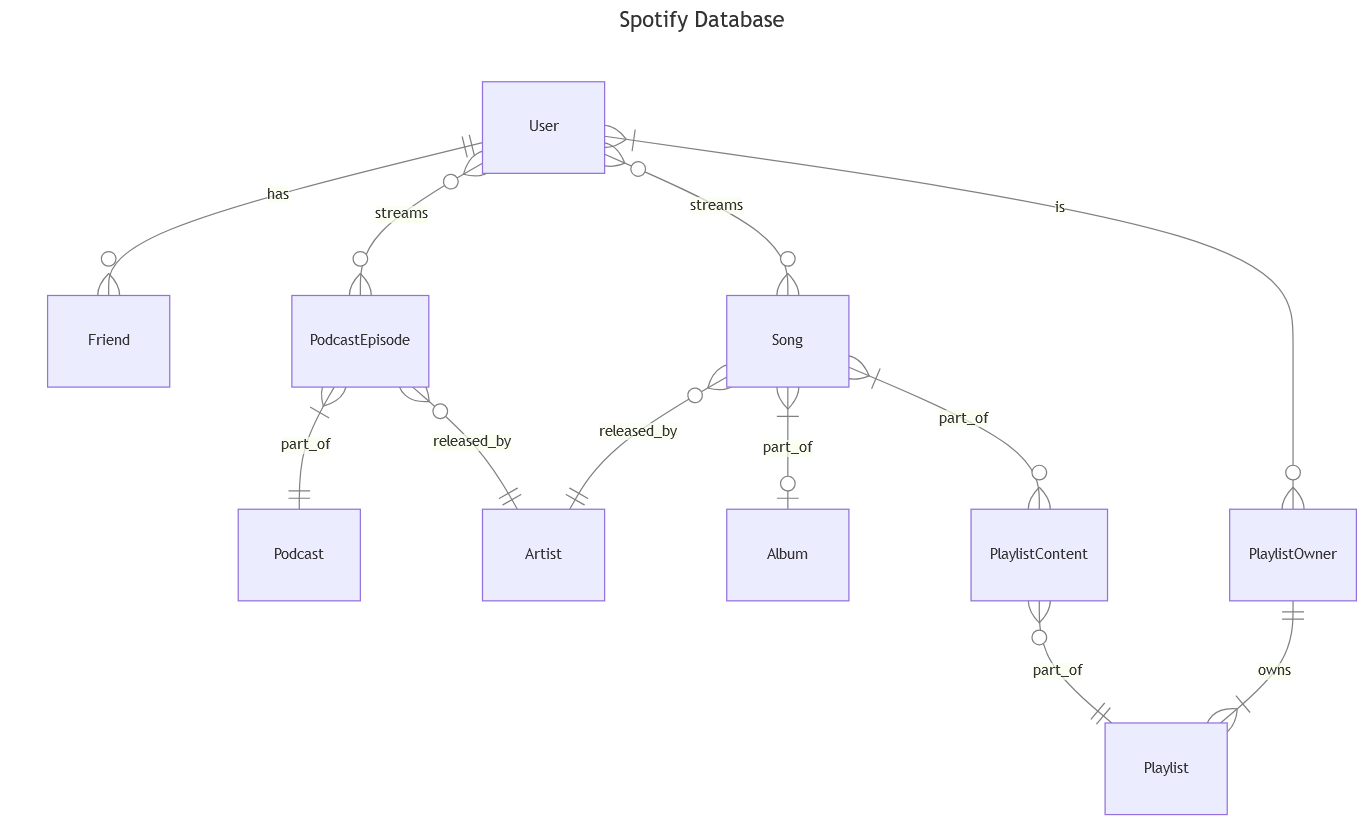 Spotify Database
User
has
streams
streams
is
Friend
PodcastEpisode
Song
part_of
released_by
released_by
part_of
part_of
Podcast
Artist
Album
PlaylistContent
PlaylistOwner
part_of
owns
Playlist